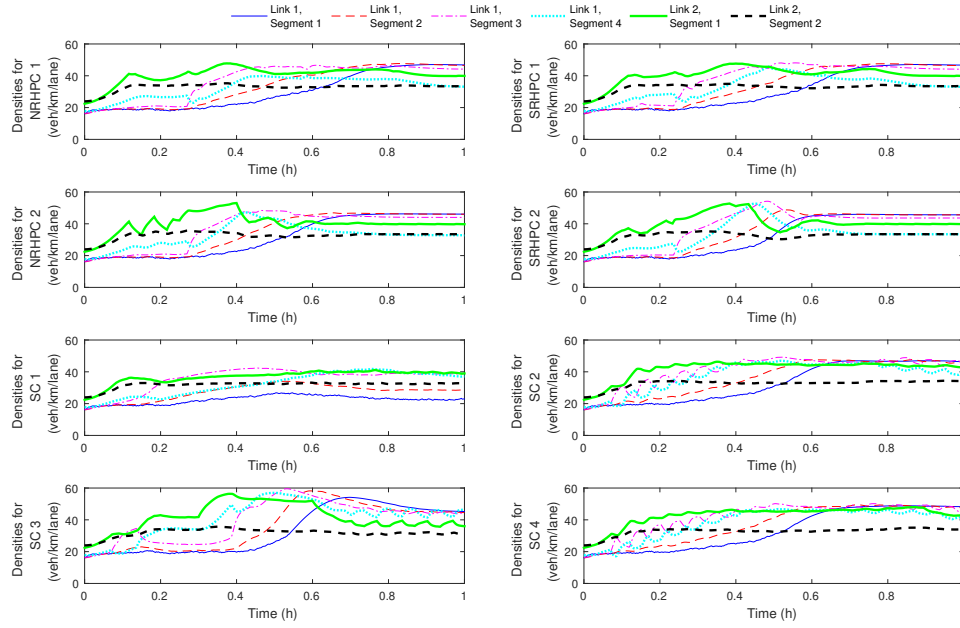 Link 1, Segment 1
Link 1, Segment 2
Link 1, Segment 3
Link 1, Segment 4
Link 2, Segment 1
Link 2, Segment 2
Densities for NRHPC 1 (veh/km/lane)
60
40
20
0
0 0.2 0.4 0.6 0.8 1
Time (h)
Densities for SRHPC 1 (veh/km/lane)
60
40
20
0
0 0.2 0.4 0.6 0.8
Time (h)
Densities for NRHPC 2 (veh/km/lane)
60
40
20
0
0 0.2 0.4 0.6 0.8 1
Time (h)
Densities for SRHPC 2 (veh/km/lane)
60
40
20
0
0 0.2 0.4 0.6 0.8
Time (h)
Densities for SC 1 (veh/km/lane)
60
40
20
0
0 0.2 0.4 0.6 0.8 1
Time (h)
Densities for SC 2 (veh/km/lane)
60
40
20
0
0 0.2 0.4 0.6 0.8
Time (h)
Densities for SC 3 (veh/km/lane)
60
40
20
0
0 0.2 0.4 0.6 0.8 1
Time (h)
Densities for SC 4 (veh/km/lane)
60
40
20
0
0 0.2 0.4 0.6 0.8
Time (h)